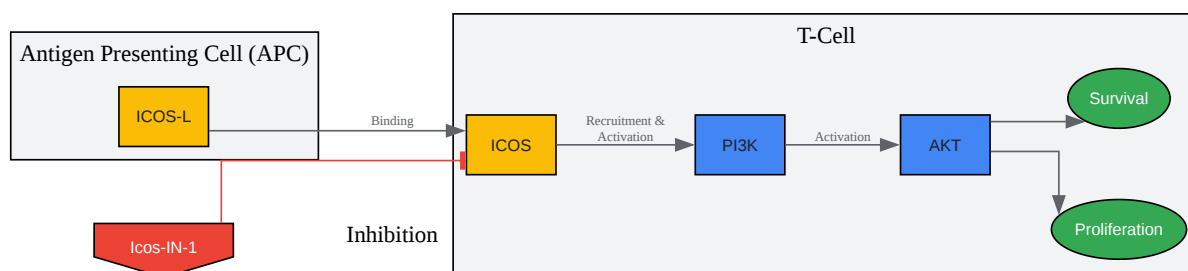 T-Cell
Antigen Presenting Cell (APC)
ICOS-L
Binding
ICOS
Recruitment &
Activation
PI3K
Activation
AKT
Survival
Proliferation
Icos-IN-1
Inhibition